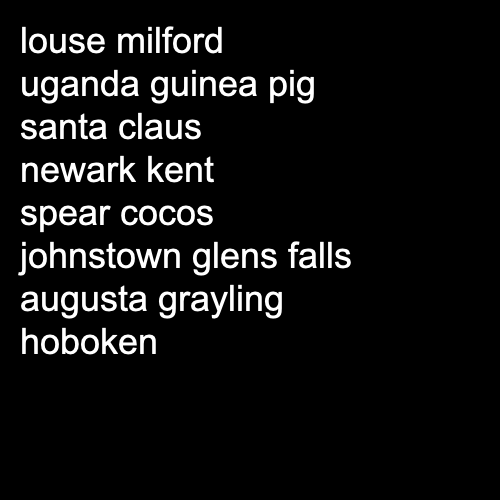 louse milford
uganda guinea pig
santa claus
newark kent
spear cocos
johnstown glens falls
augusta grayling
hoboken